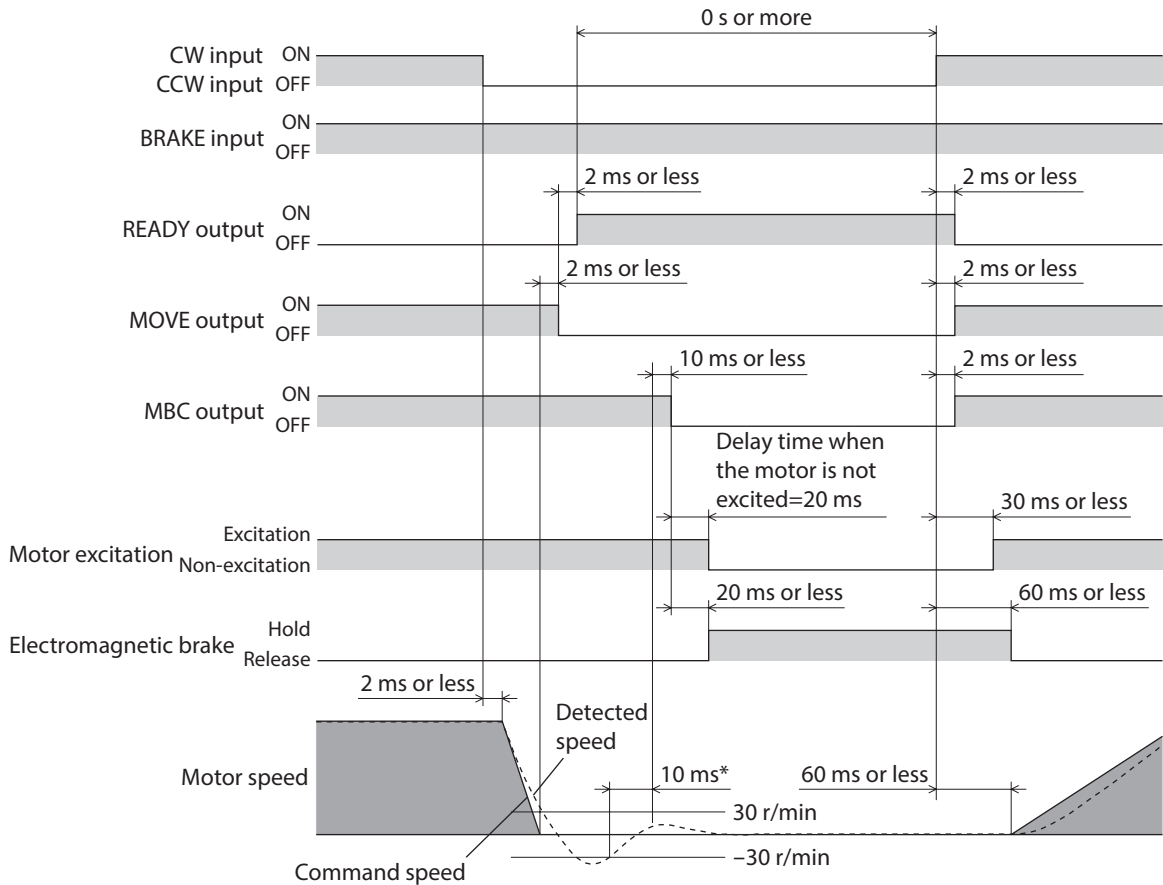 0 s or more
CW input ON
CCW input OFF
BRAKE input ON
OFF
2 ms or less 2 ms or less
READY output ON
OFF
2 ms or less 2 ms or less
MOVE output ON
OFF
10 ms or less 2 ms or less
MBC output ON
OFF
Delay time when
the motor is not
excited=20 ms
30 ms or less
Motor excitation Excitation
Non-excitation
20 ms or less 60 ms or less
Electromagnetic brake Hold
Release
2 ms or less
Detected
speed
Motor speed
10 ms*
60 ms or less
30 r/min
−30 r/min
Command speed